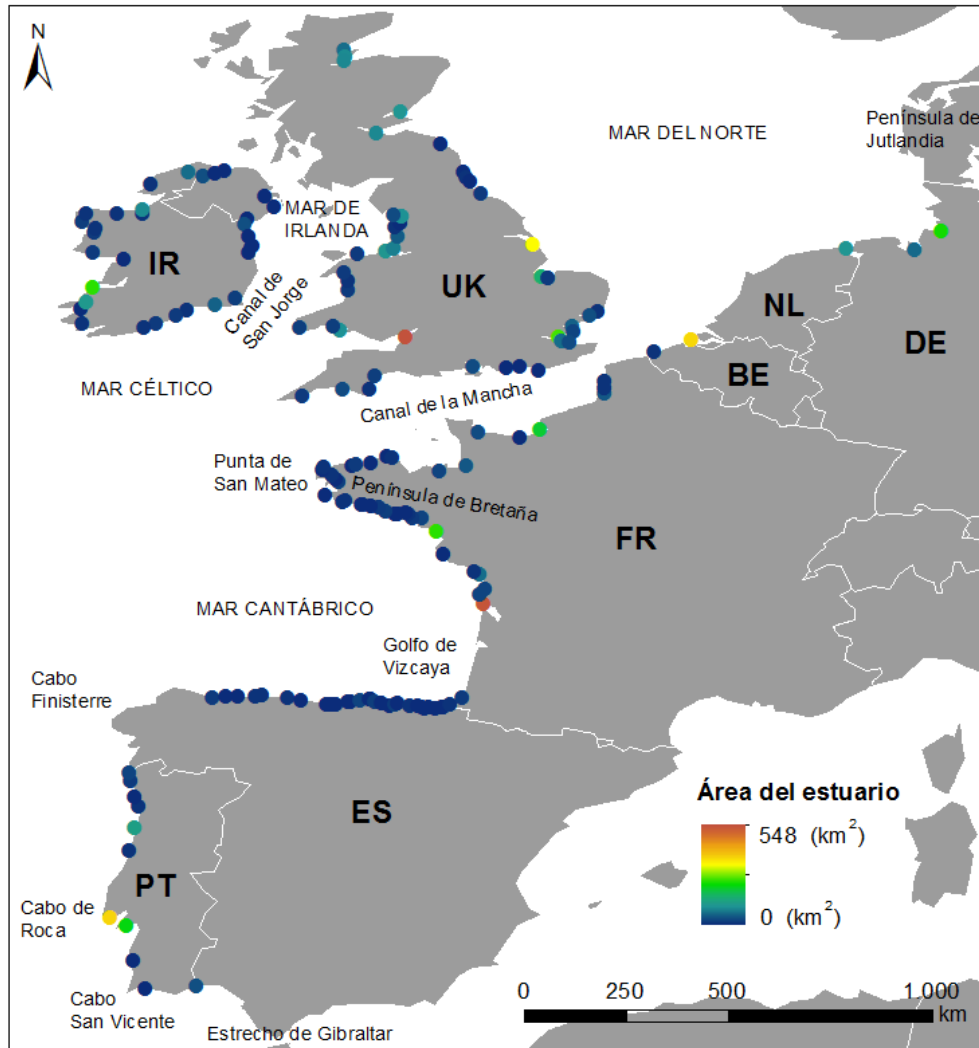 N
MAR DEL NORTE
Península de
Jutlandia
MAR DE
IRLANDA
IR
Canal de
San Jorge
UK
NL
DE
BE
MAR CÉLTICO
Canal de la Mancha
Punta de
San Mateo
Península de Bretaña
FR
MAR CANTÁBRICO
Golfo de
Vizcaya
Cabo
Finisterre
ES
Área del estuario
548 (km²)
0 (km²)
PT
Cabo de
Roca
Cabo
San Vicente
Estrecho de Gibraltar
0 250 500 1.000
km